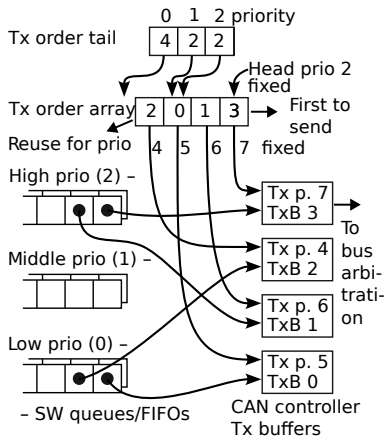 0 1 2 priority
Tx order tail
4 2 2
Head prio 2
fixed
Tx order array
2 0 1 3
First to
send
Reuse for prio
4 5 6 7 fixed
High prio (2) –
Tx p. 7
TxB 3
To
bus
arbi-
trati-
on
Tx p. 4
TxB 2
Middle prio (1) –
Tx p. 6
TxB 1
Low prio (0) –
Tx p. 5
TxB 0
– SW queues/FIFOs
CAN controller
Tx buffers